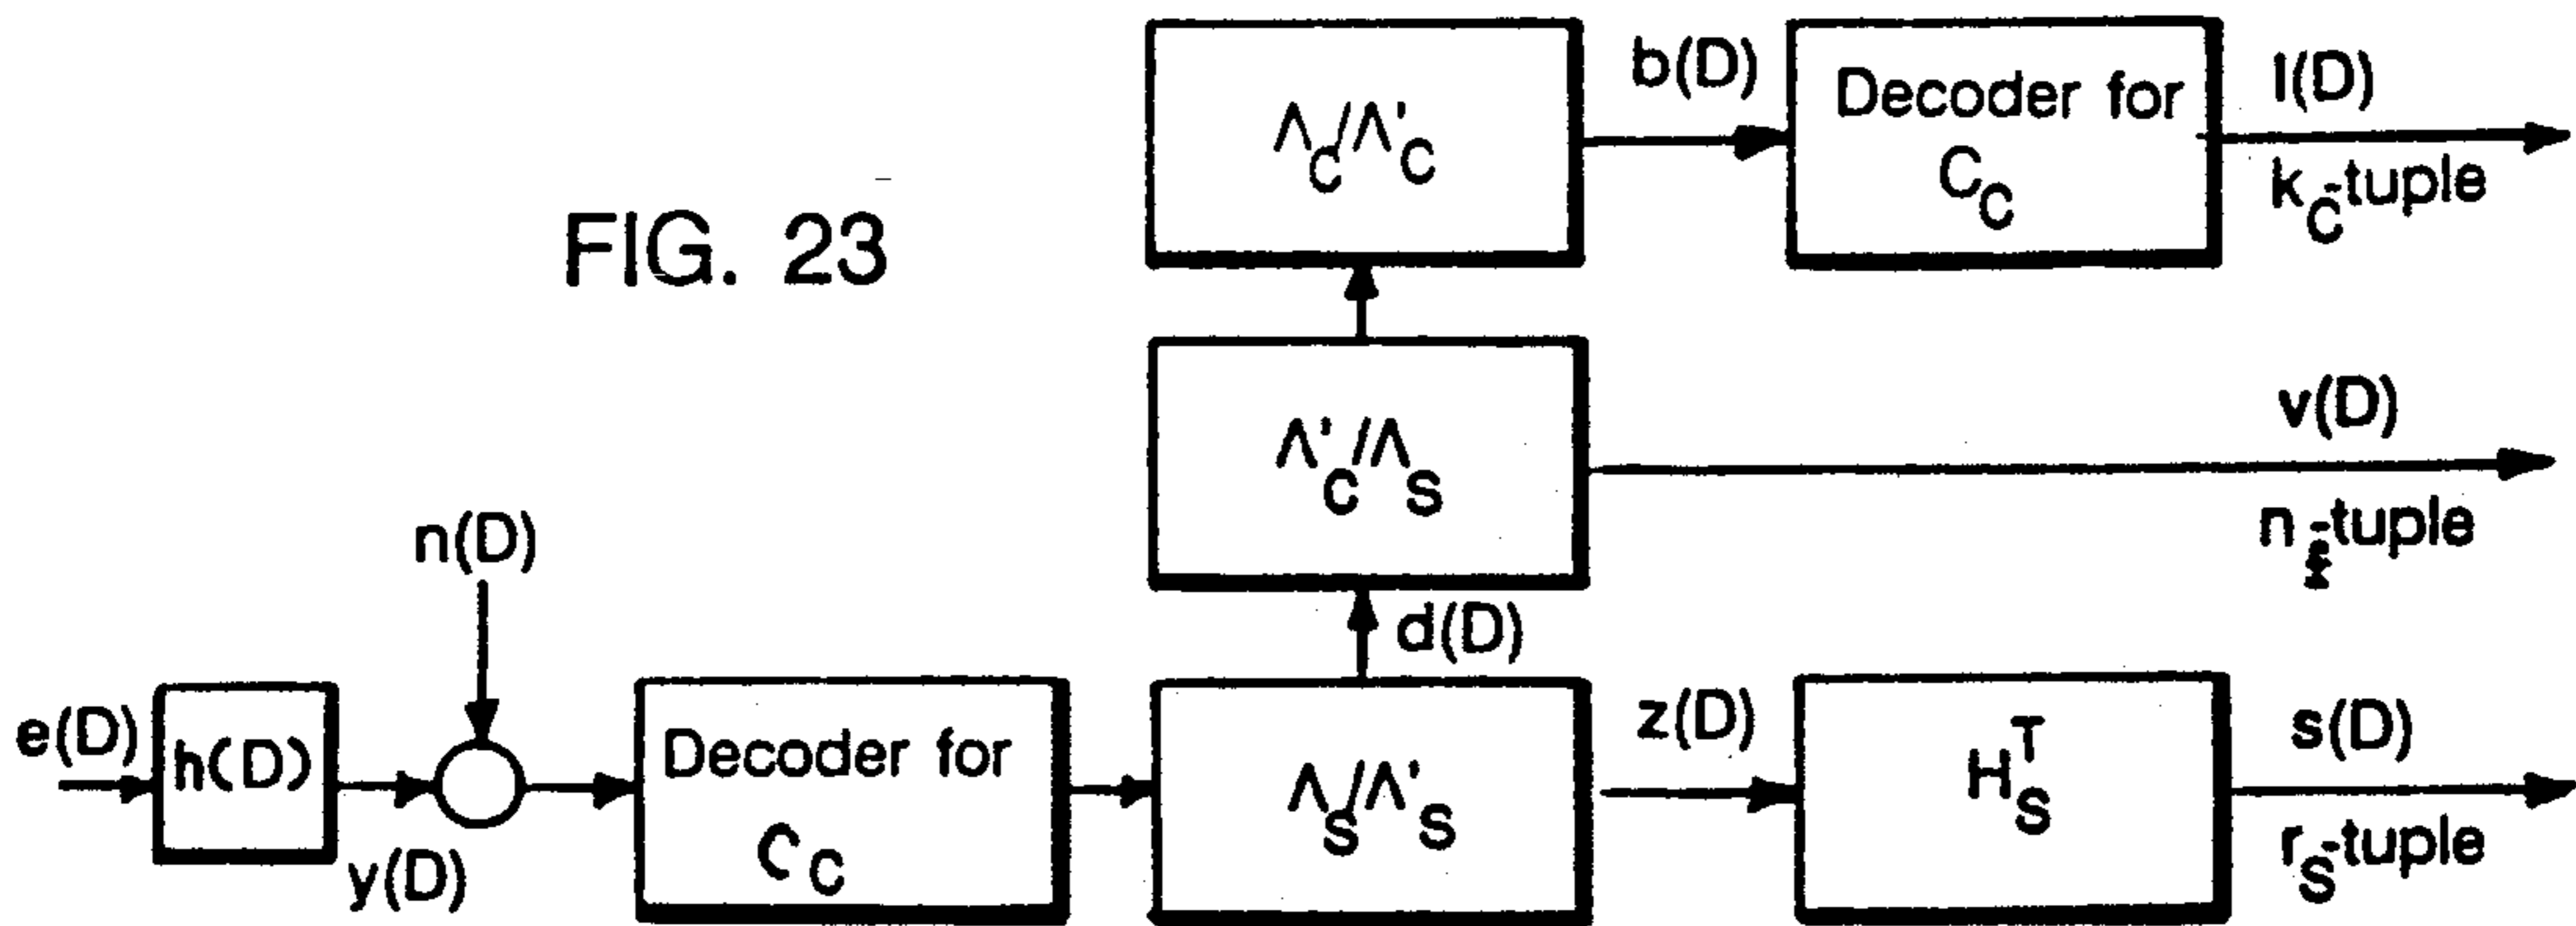 FIG. 23
Λ_C/Λ'_C
b(D)
Decoder for
C_C
l(D)
k_C-tuple
Λ'_C/Λ_S
v(D)
n -tuple
n(D)
d(D)
e(D)
h(D)
y(D)
Decoder for
C_C
Λ_S/Λ'_S
z(D)
H_S^T
s(D)
r_S-tuple